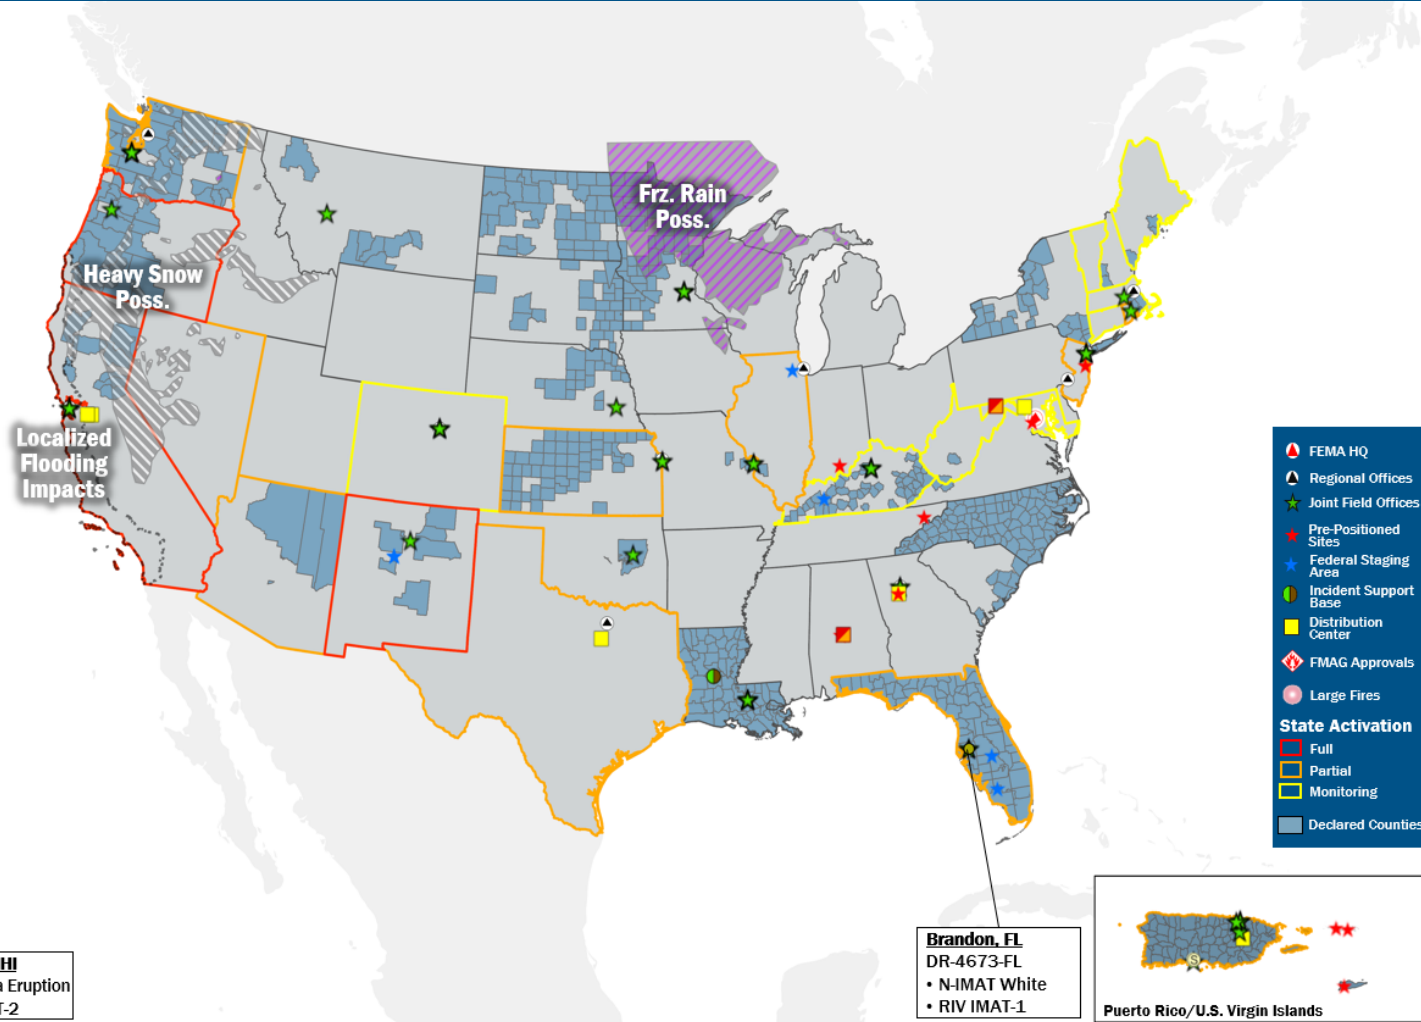 Frz. Rain
Poss.
Heavy Snow
Poss.
Localized
Flooding
Impacts
FEMA HQ
Regional Offices
Joint Field Offices
Pre-Positioned
Sites
Federal Staging
Area
Incident Support
Base
Distribution
Center
FMAG Approvals
Large Fires
State Activation
Full
Partial
Monitoring
Declared Counties
HI
a Eruption
T-2
Brandon, FL
DR-4673-FL
• N-IMAT White
• RIV IMAT-1
S
Puerto Rico/U.S. Virgin Islands